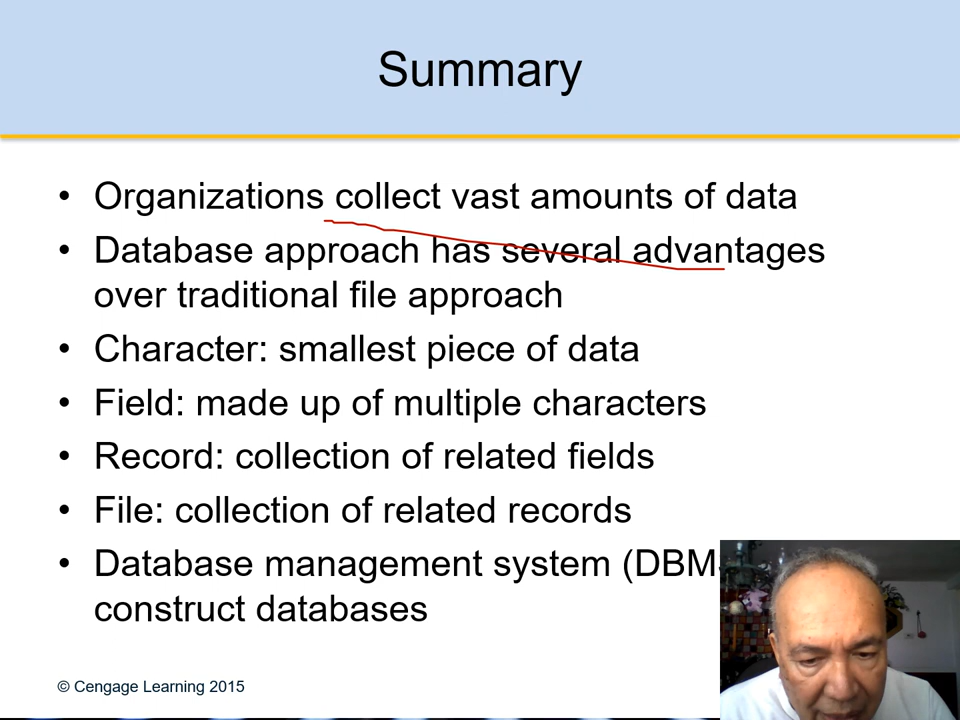 Summary
• Organizations collect vast amounts of data
• Database approach has several advantages
over traditional file approach
• Character: smallest piece of data
• Field: made up of multiple characters
• Record: collection of related fields
• File: collection of related records
• Database management system
construct databases
© Cengage Learning 2015